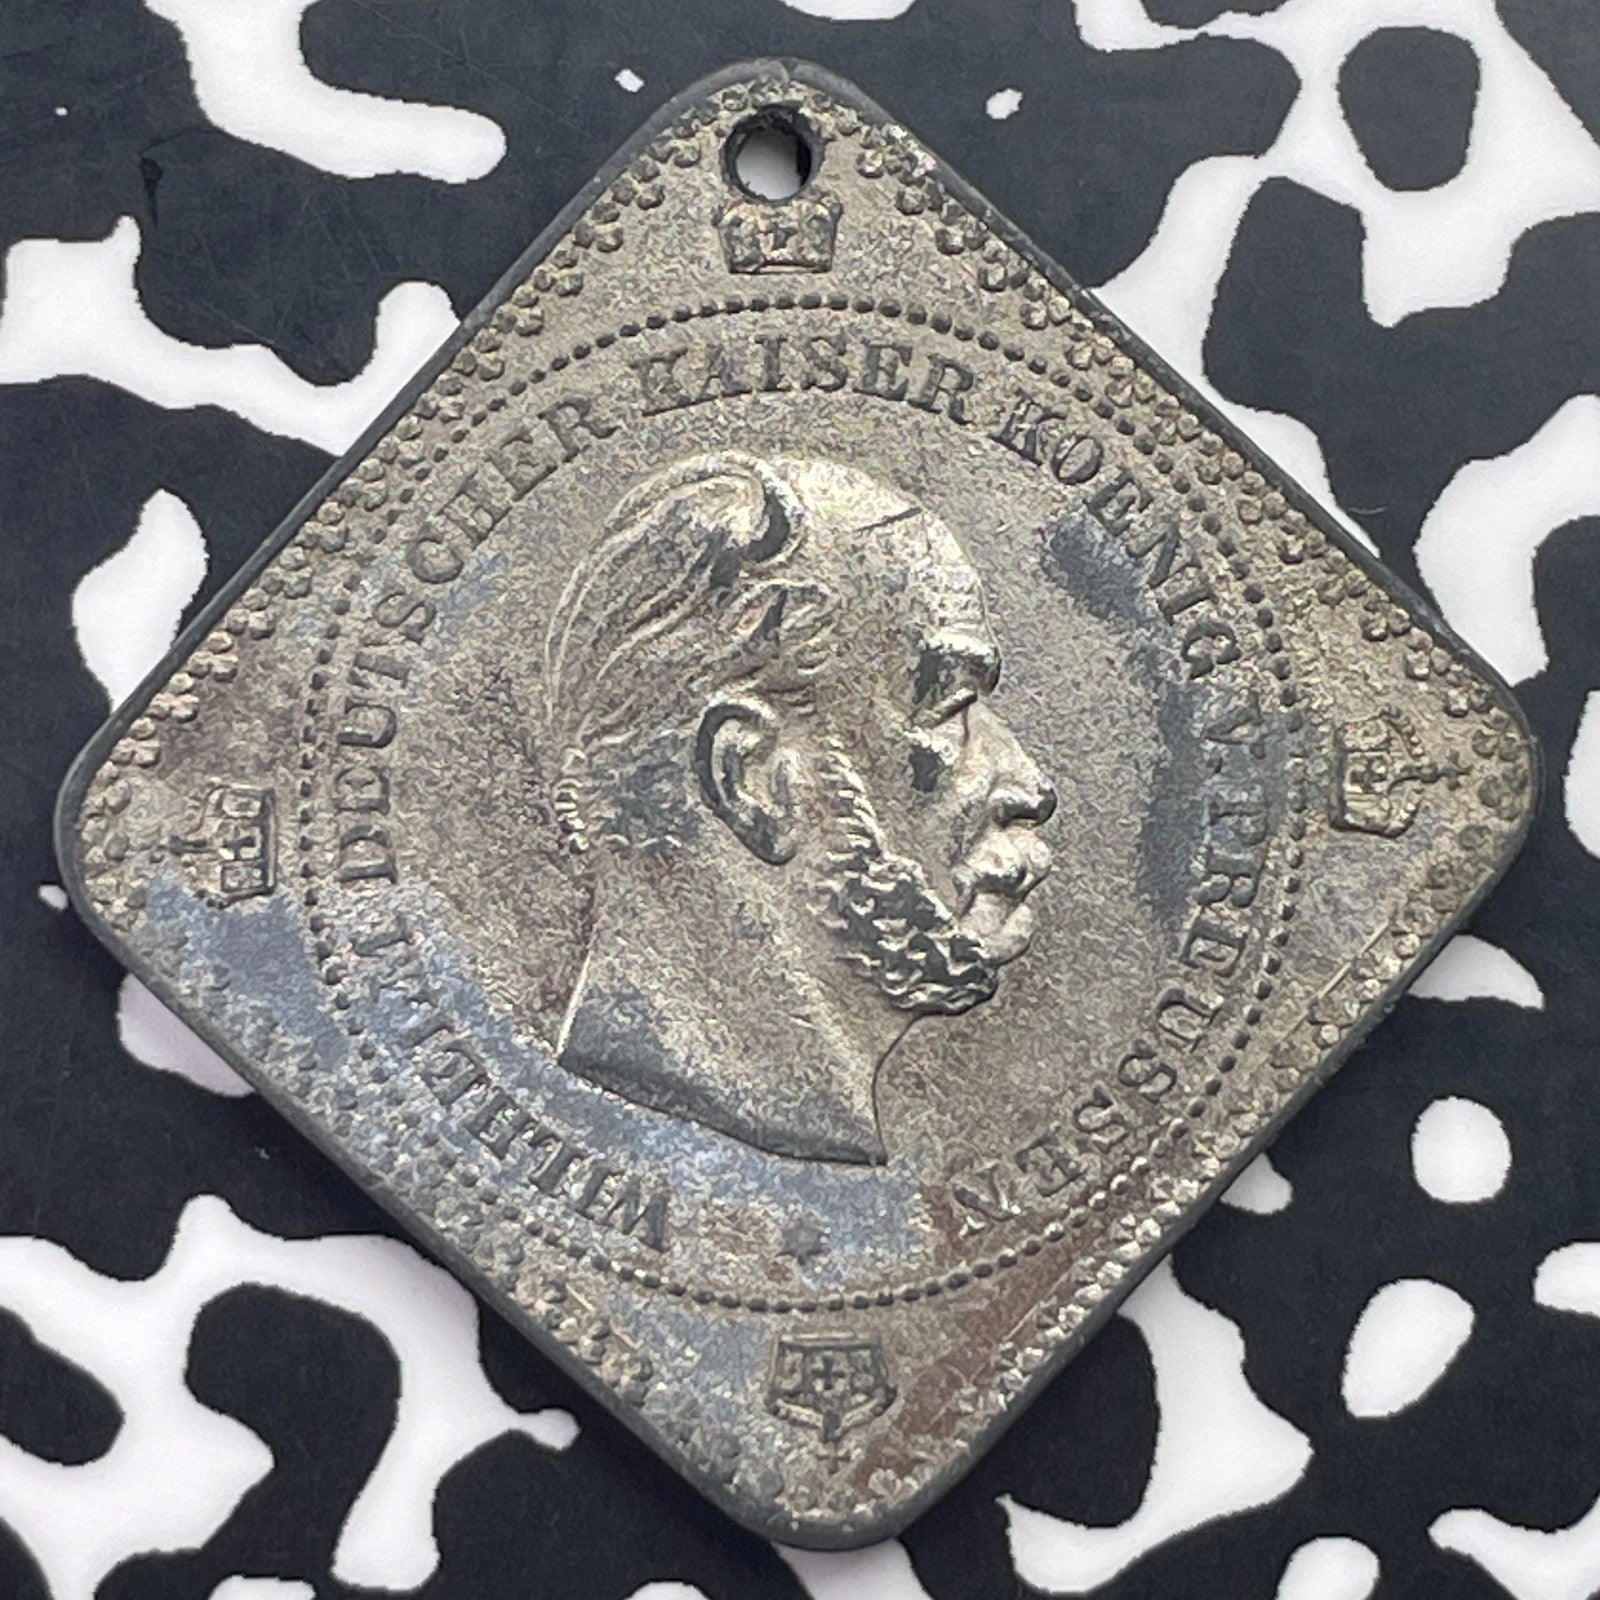 WILHELM DEUTSCHER KAISER KOENIG V. PREUSSEN